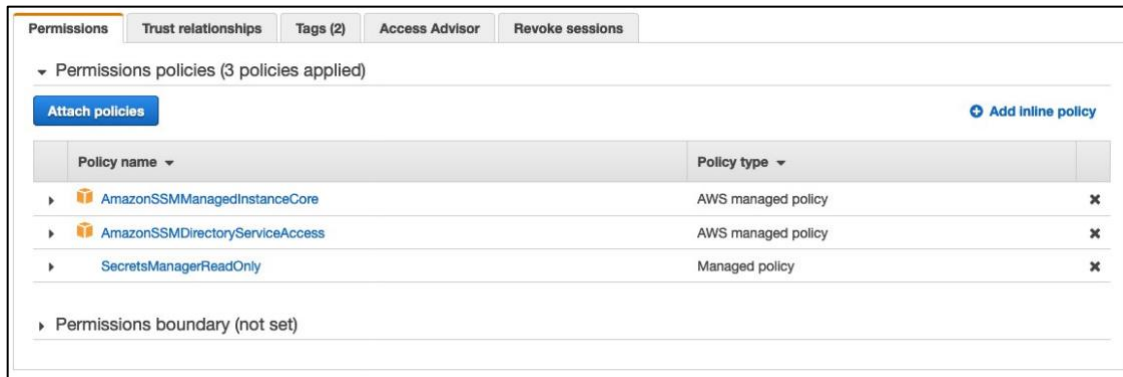 Permissions Trust relationships Tags (2) Access Advisor Revoke sessions
Permissions policies (3 policies applied)
Attach policies Add inline policy
Policy name Policy type
AmazonSSMManagedInstanceCore AWS managed policy
AmazonSSMDirectoryServiceAccess AWS managed policy
SecretsManagerReadOnly Managed policy
Permissions boundary (not set)